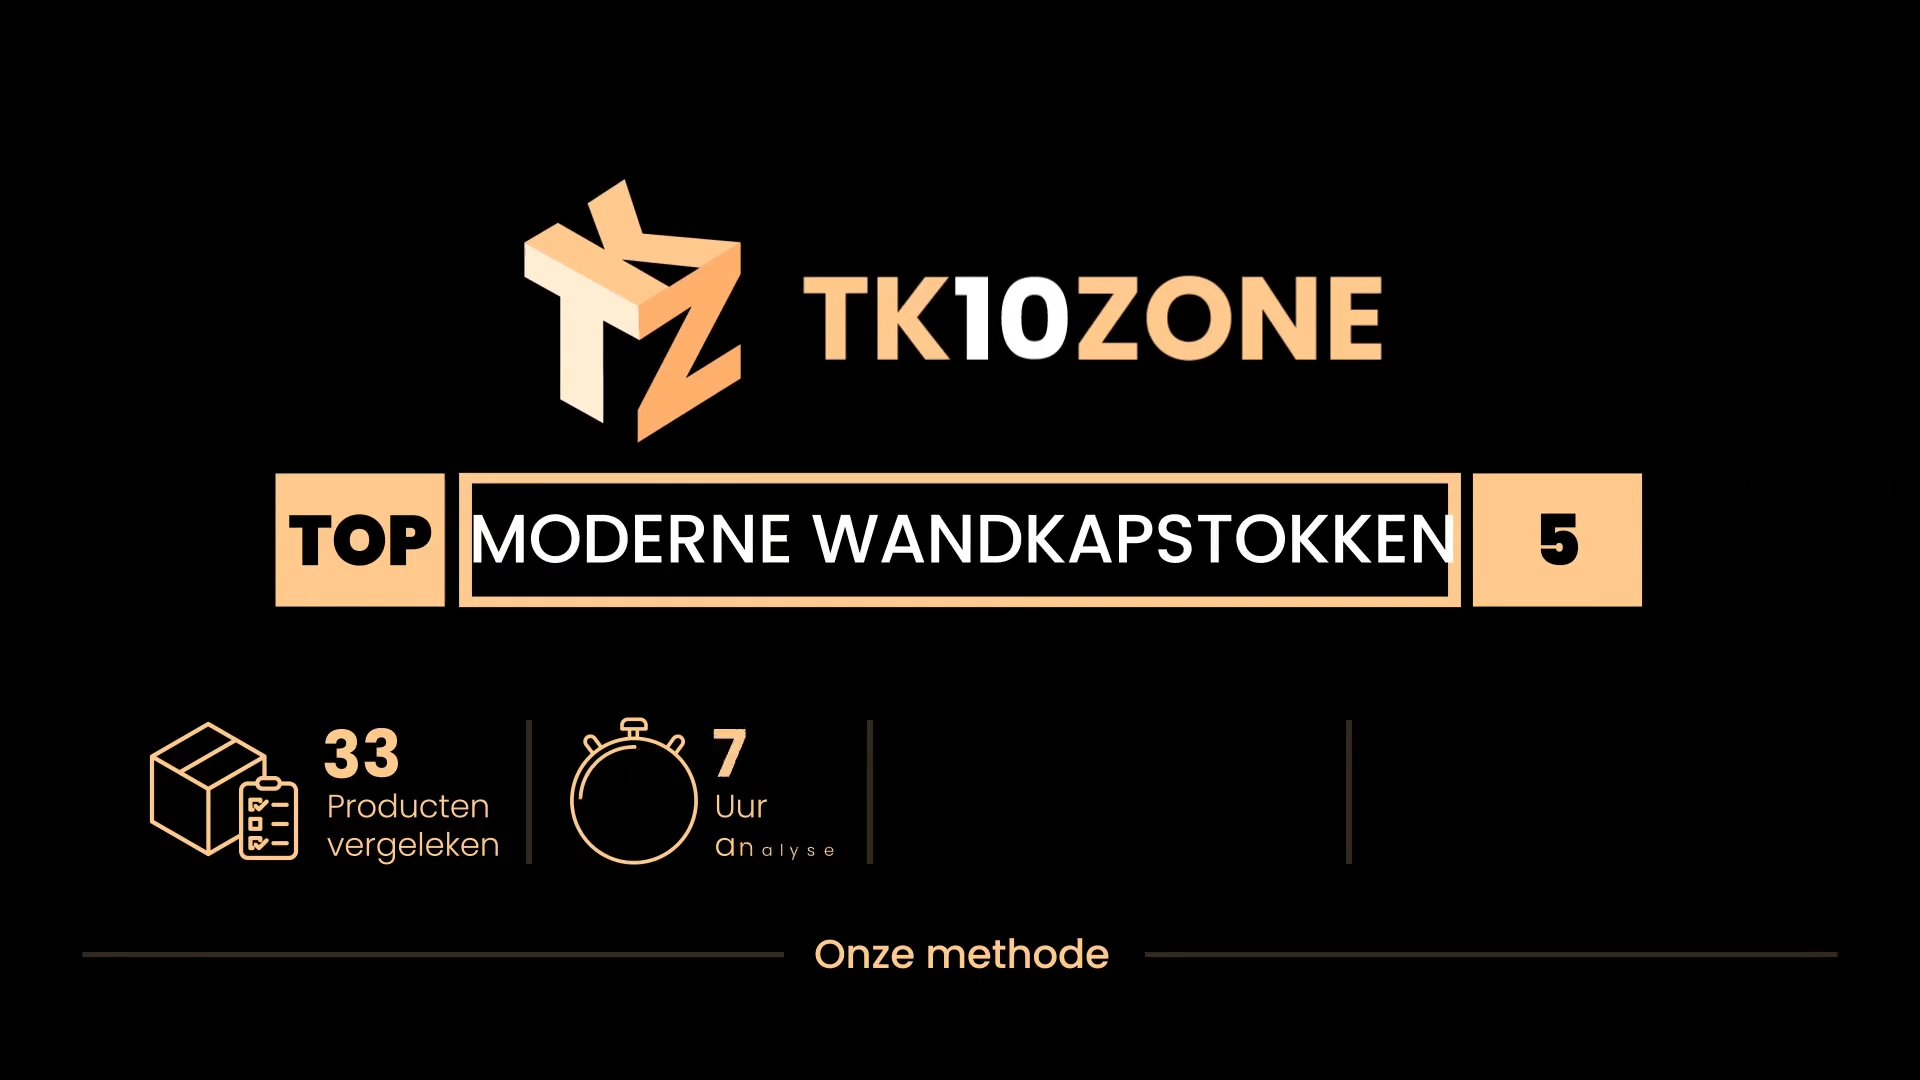 TK10ZONE
TOP MODERNE WANDKAPSTOKKEN 5
33
Producten
vergeleken
7
Uur
analyse
Onze methode